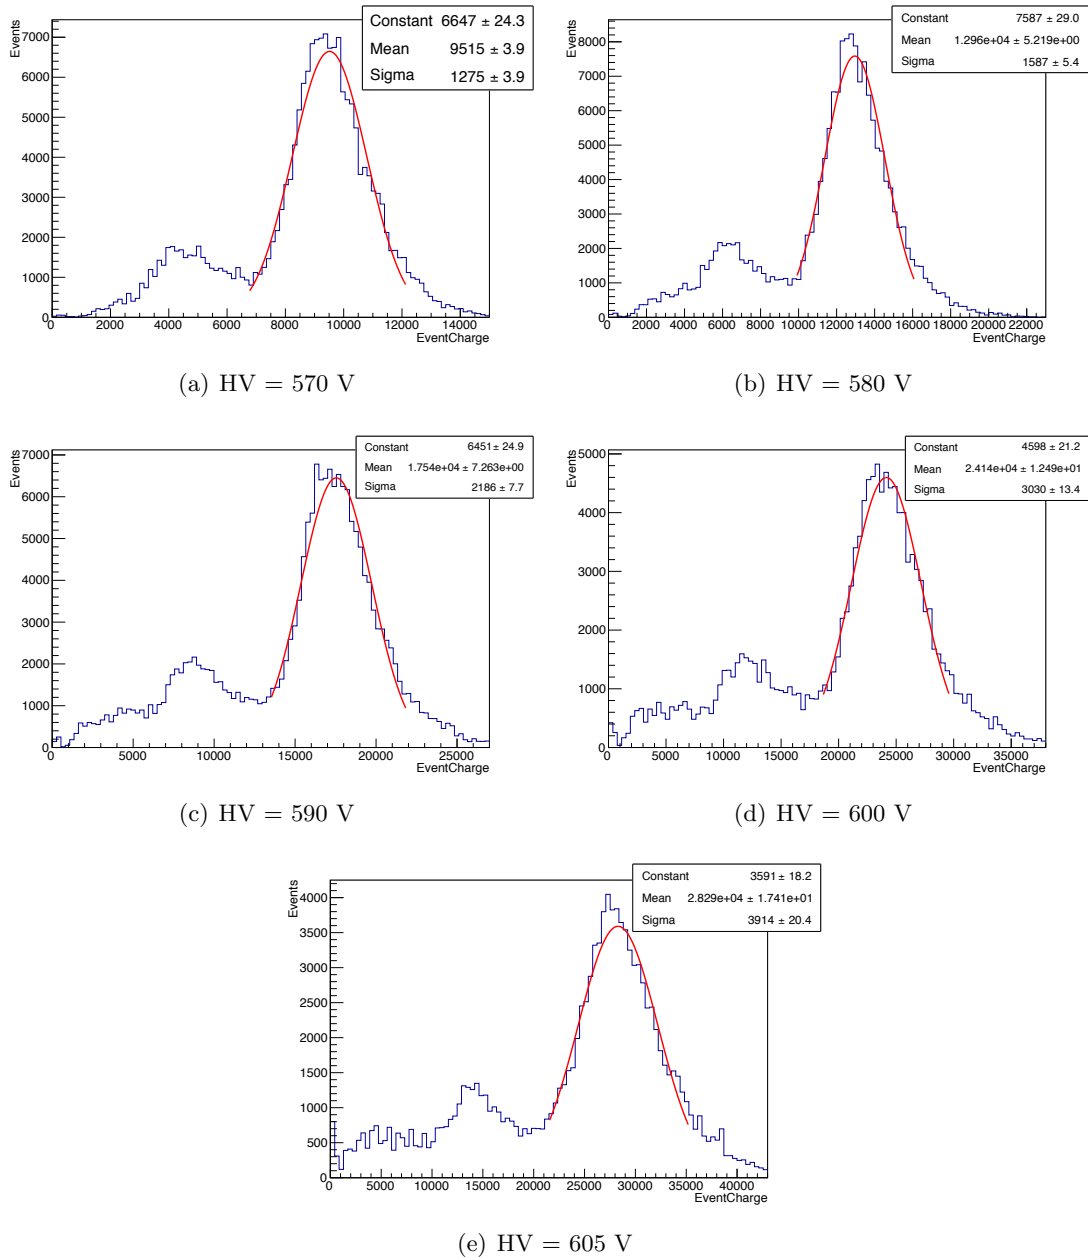 Constant 6647 ± 24.3
Mean 9515 ± 3.9
Sigma 1275 ± 3.9
Events
7000
6000
5000
4000
3000
2000
1000
0
0 2000 4000 6000 8000 10000 12000 14000
EventCharge
(a) HV = 570 V
Constant 7587 ± 29.0
Mean 1.296e+04 ± 5.219e+00
Sigma 1587 ± 5.4
Events
8000
7000
6000
5000
4000
3000
2000
1000
0
0 2000 4000 6000 8000 10000 12000 14000 16000 18000 20000 22000
EventCharge
(b) HV = 580 V
Constant 6451 ± 24.9
Mean 1.754e+04 ± 7.263e+00
Sigma 2186 ± 7.7
Events
7000
6000
5000
4000
3000
2000
1000
0
0 5000 10000 15000 20000 25000
EventCharge
(c) HV = 590 V
Constant 4598 ± 21.2
Mean 2.414e+04 ± 1.249e+01
Sigma 3030 ± 13.4
Events
5000
4000
3000
2000
1000
0
0 5000 10000 15000 20000 25000 30000 35000
EventCharge
(d) HV = 600 V
Constant 3591 ± 18.2
Mean 2.829e+04 ± 1.741e+01
Sigma 3914 ± 20.4
Events
4000
3500
3000
2500
2000
1500
1000
500
0
0 5000 10000 15000 20000 25000 30000 35000 40000
EventCharge
(e) HV = 605 V